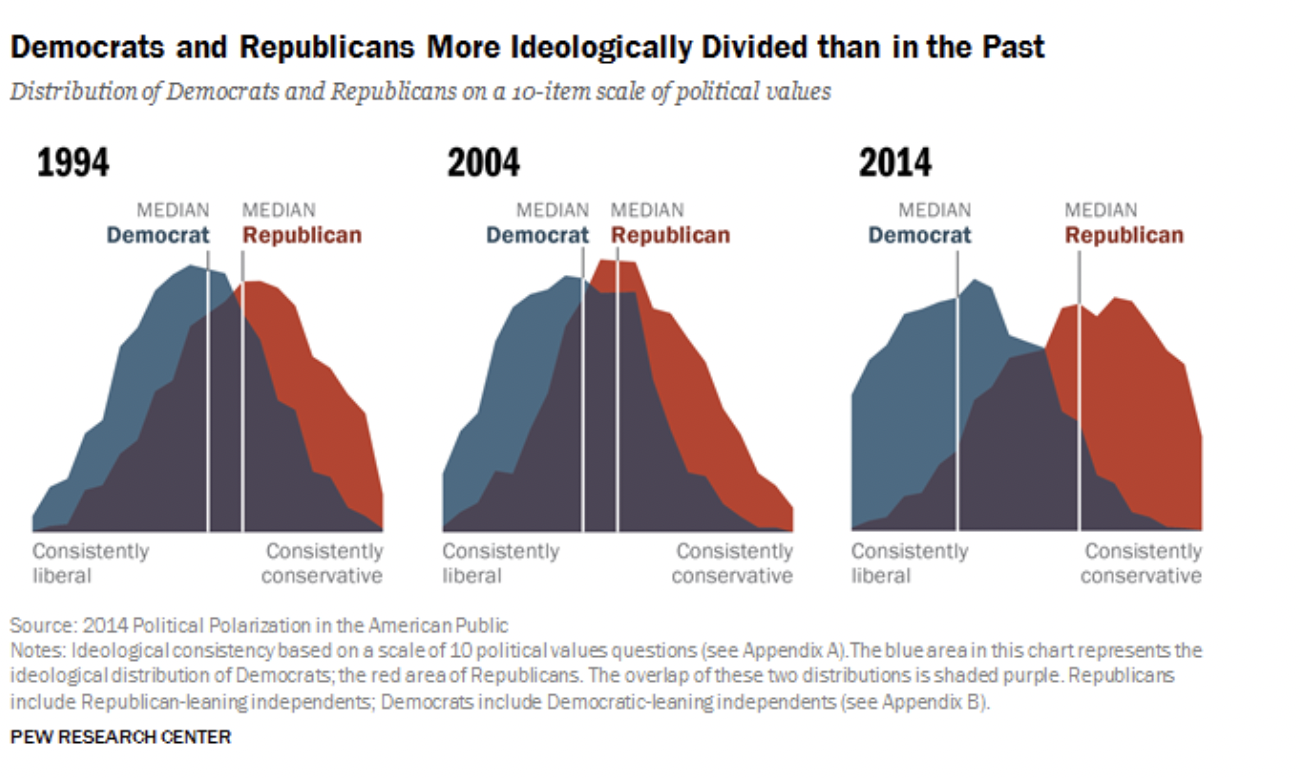 Democrats and Republicans More Ideologically Divided than in the Past
Distribution of Democrats and Republicans on a 10-item scale of political values
1994
MEDIAN
Democrat
MEDIAN
Republican
Consistently
liberal
Consistently
conservative
2004
MEDIAN
Democrat
MEDIAN
Republican
Consistently
liberal
Consistently
conservative
2014
MEDIAN
Democrat
MEDIAN
Republican
Consistently
liberal
Consistently
conservative
Source: 2014 Political Polarization in the American Public
Notes: Ideological consistency based on a scale of 10 political values questions (see Appendix A).The blue area in this chart represents the
ideological distribution of Democrats; the red area of Republicans. The overlap of these two distributions is shaded purple. Republicans
include Republican-leaning independents; Democrats include Democratic-leaning independents (see Appendix B).
PEW RESEARCH CENTER